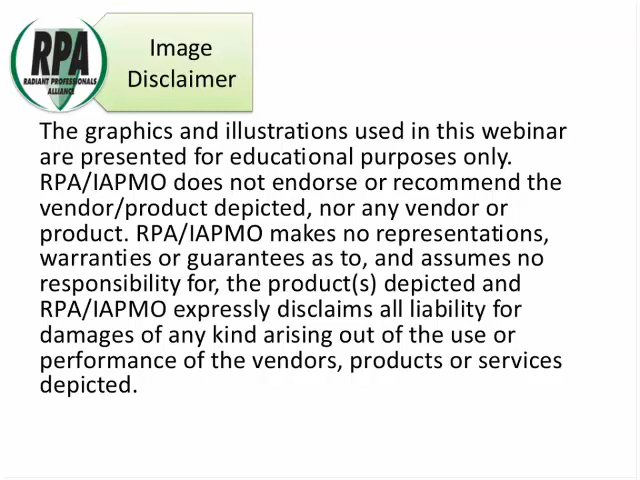 RPA
RADIANT PROFESSIONALS
ALLIANCE
Image
Disclaimer
The graphics and illustrations used in this webinar
are presented for educational purposes only.
RPA/IAPMO does not endorse or recommend the
vendor/product depicted, nor any vendor or
product. RPA/IAPMO makes no representations,
warranties or guarantees as to, and assumes no
responsibility for, the product(s) depicted and
RPA/IAPMO expressly disclaims all liability for
damages of any kind arising out of the use or
performance of the vendors, products or services
depicted.